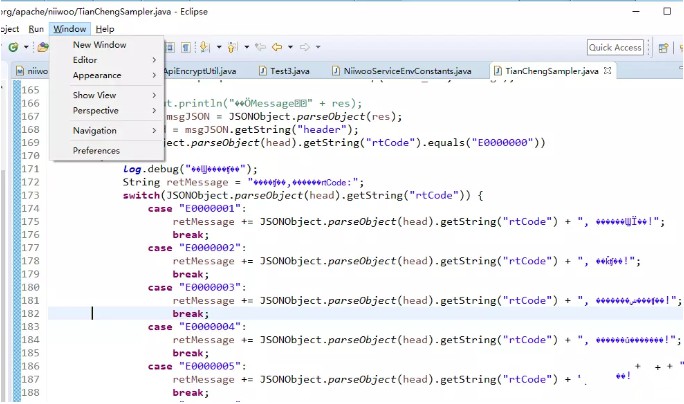 org/apache/niiwoo/TianChengSampler.java - Eclipse
oject Run Window Help
New Window
Editor
Appearance
Show View
Perspective
Navigation
Preferences
Quick Access
niiwo
ApiEncryptUtil.java
Test3.java
NiiwooServiceEnvConstants.java
TianChengSampler.java
165
166 nt.println(" Message " + res);
167 msgJSON = JSONObject.parseObject(res);
168 d = msgJSON.getString("header");
169 ject.parseObject(head).getString("rtCode").equals("E0000000"))
170
171 log.debug(" ");
172 String retMessage = " , rtCode:";
173 switch(JSONObject.parseObject(head).getString("rtCode")) {
174 case "E0000001":
175 retMessage += JSONObject.parseObject(head).getString("rtCode") + ", !";
176 break;
177 case "E0000002":
178 retMessage += JSONObject.parseObject(head).getString("rtCode") + ", !";
179 break;
180 case "E0000003":
181 retMessage += JSONObject.parseObject(head).getString("rtCode") + ", !";
182 break;
183 case "E0000004":
184 retMessage += JSONObject.parseObject(head).getString("rtCode") + ", !";
185 break;
186 case "E0000005":
187 retMessage += JSONObject.parseObject(head).getString("rtCode") +
188 break;